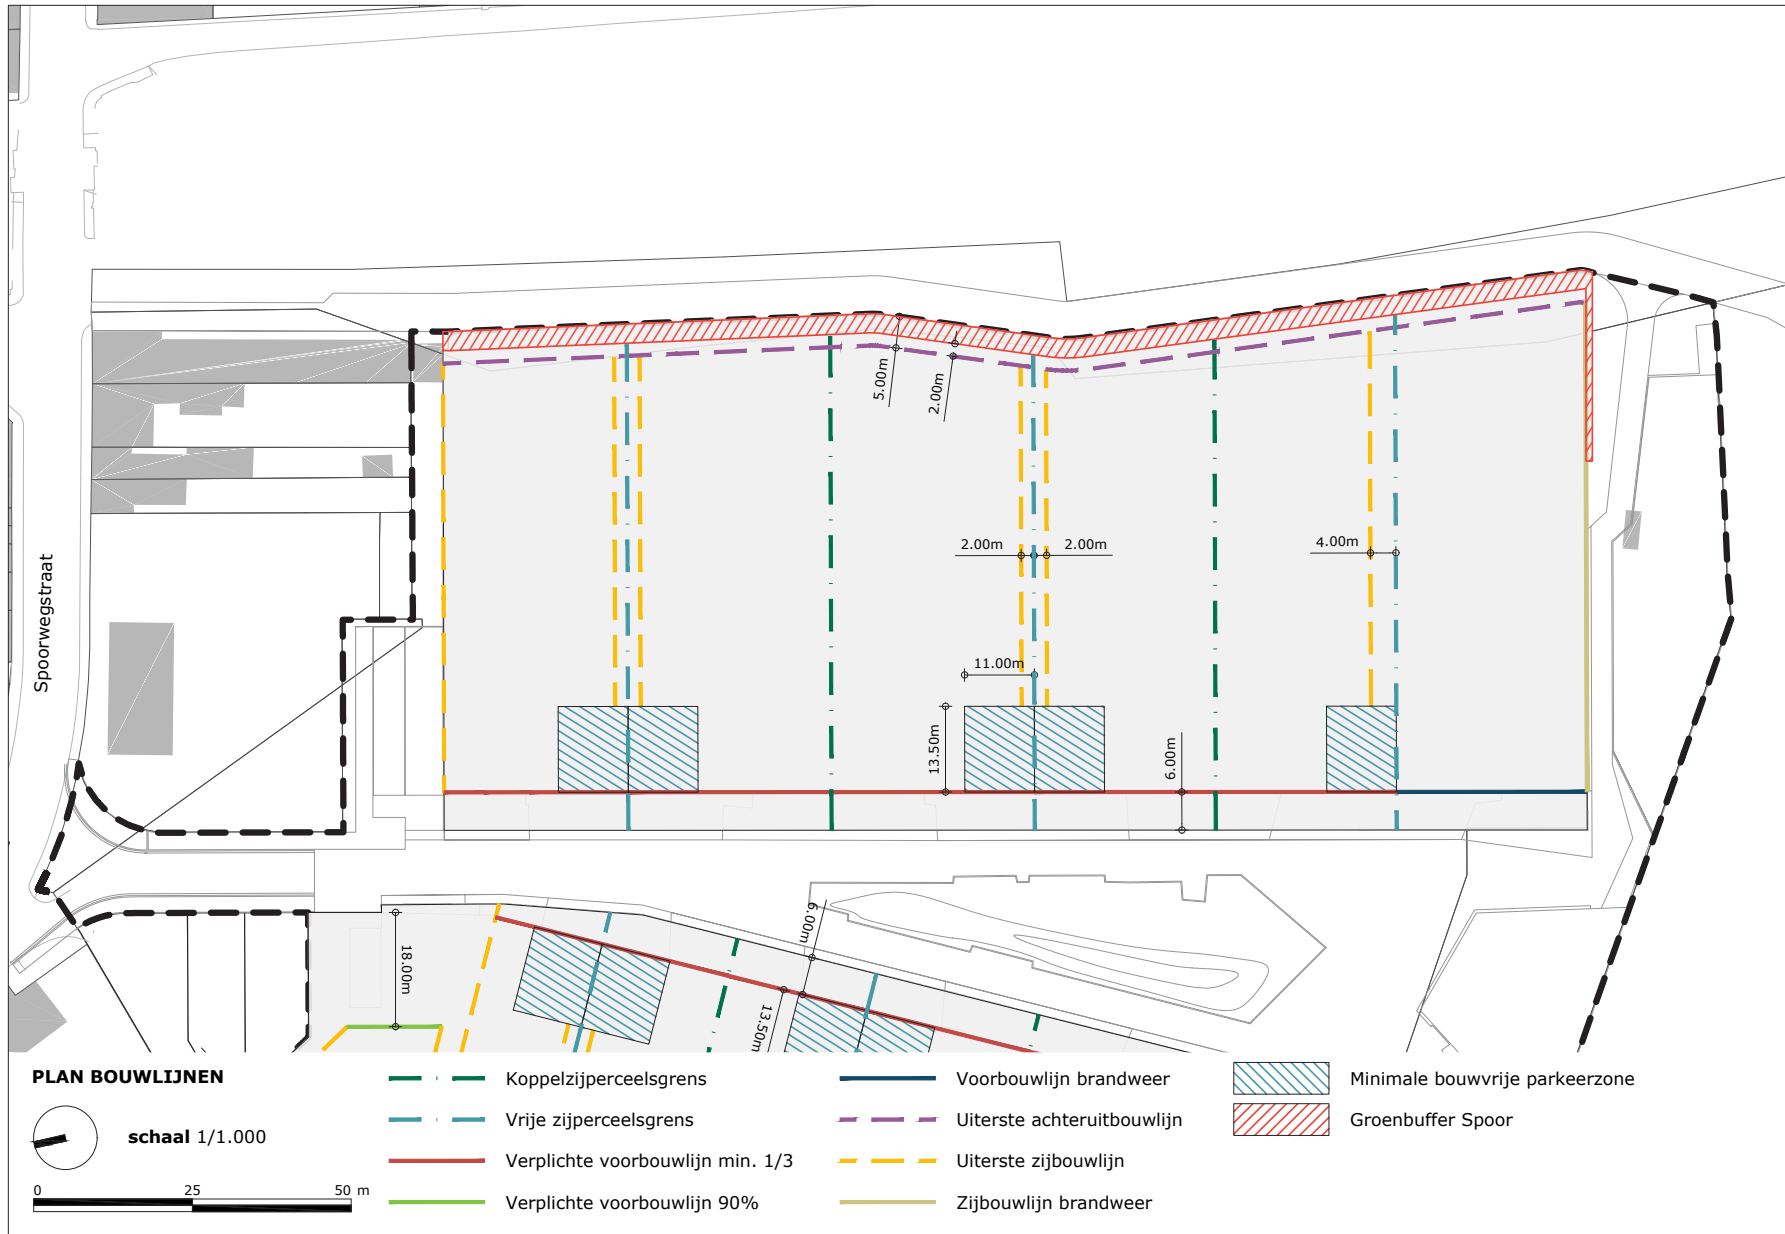 Spoorwegstraat
5.00m
2.00m
2.00m
2.00m
4.00m
11.00m
13.50m
6.00m
6.00m
18.00m
13.50m
PLAN BOUWLIJNEN
schaal 1/1.000
0 25 50 m
Koppelzijperceelsgrens
Vrije zijperceelsgrens
Verplichte voorbouwlijn min. 1/3
Verplichte voorbouwlijn 90%
Voorbouwlijn brandweer
Uiterste achteruitbouwlijn
Uiterste zijbouwlijn
Zijbouwlijn brandweer
Minimale bouwvrije parkeerzone
Groenbuffer Spoor